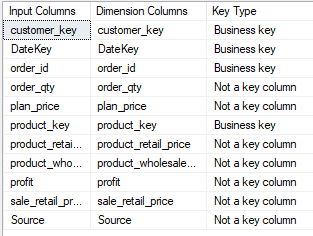 Input Columns Dimension Columns Key Type
customer_key customer_key Business key
DateKey DateKey Business key
order_id order_id Business key
order_qty order_qty Not a key column
plan_price plan_price Not a key column
product_key product_key Business key
product_retai... product_retail_price Not a key column
product_who... product_wholesale... Not a key column
profit profit Not a key column
sale_retail_pr... sale_retail_price Not a key column
Source Source Not a key column